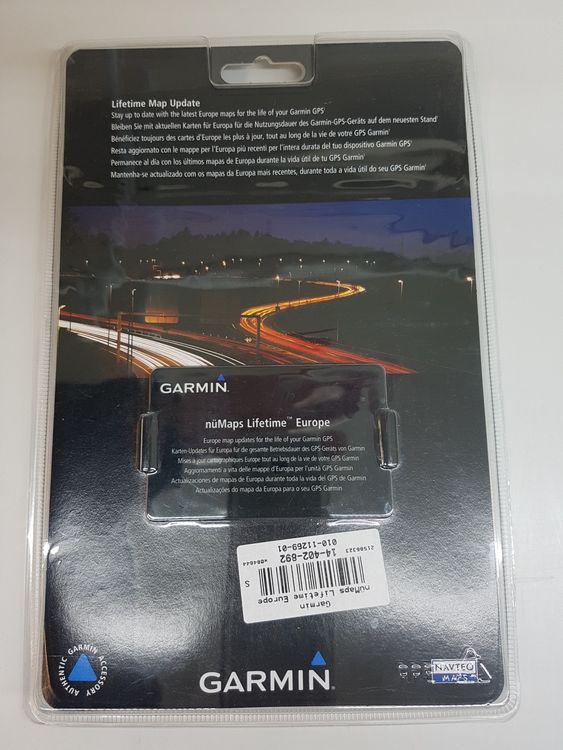 Lifetime Map Update
Stay up to date with the latest Europe maps for the life of your Garmin GPS¹
Bleiben Sie mit aktuellen Karten für Europa für die Nutzungsdauer des Garmin-GPS-Geräts auf dem neuesten Stand¹
Bénéficiez toujours des cartes d'Europe les plus à jour, tout au long de la vie de votre GPS Garmin¹
Resta aggiornato con le mappe per l'Europa più recenti per l'intera durata del tuo dispositivo Garmin GPS¹
Permanece al día con los últimos mapas de Europa durante la vida útil de tu GPS Garmin¹
Mantenha-se actualizado com os mapas da Europa mais recentes, durante toda a vida útil do seu GPS Garmin¹
GARMIN
nüMaps Lifetime™ Europe
Europe map updates for the life of your Garmin GPS
Karten-Updates für Europa für die gesamte Betriebsdauer des GPS-Geräts von Garmin
Mises à jour cartographiques Europe tout au long de la vie de votre GPS Garmin
Aggiornamenti a vita delle mappe d'Europa per l'unità GPS Garmin
Actualizaciones de mapas de Europa durante toda la vida del GPS de Garmin
Actualizações do mapa da Europa para o seu GPS Garmin
Garmin
nuMaps Lifetime Europe
S
14-402-892
21586323
010-11269-01
*084044
AUTHENTIC GARMIN ACCESSORY
GARMIN
NAVTEQ
MAPS